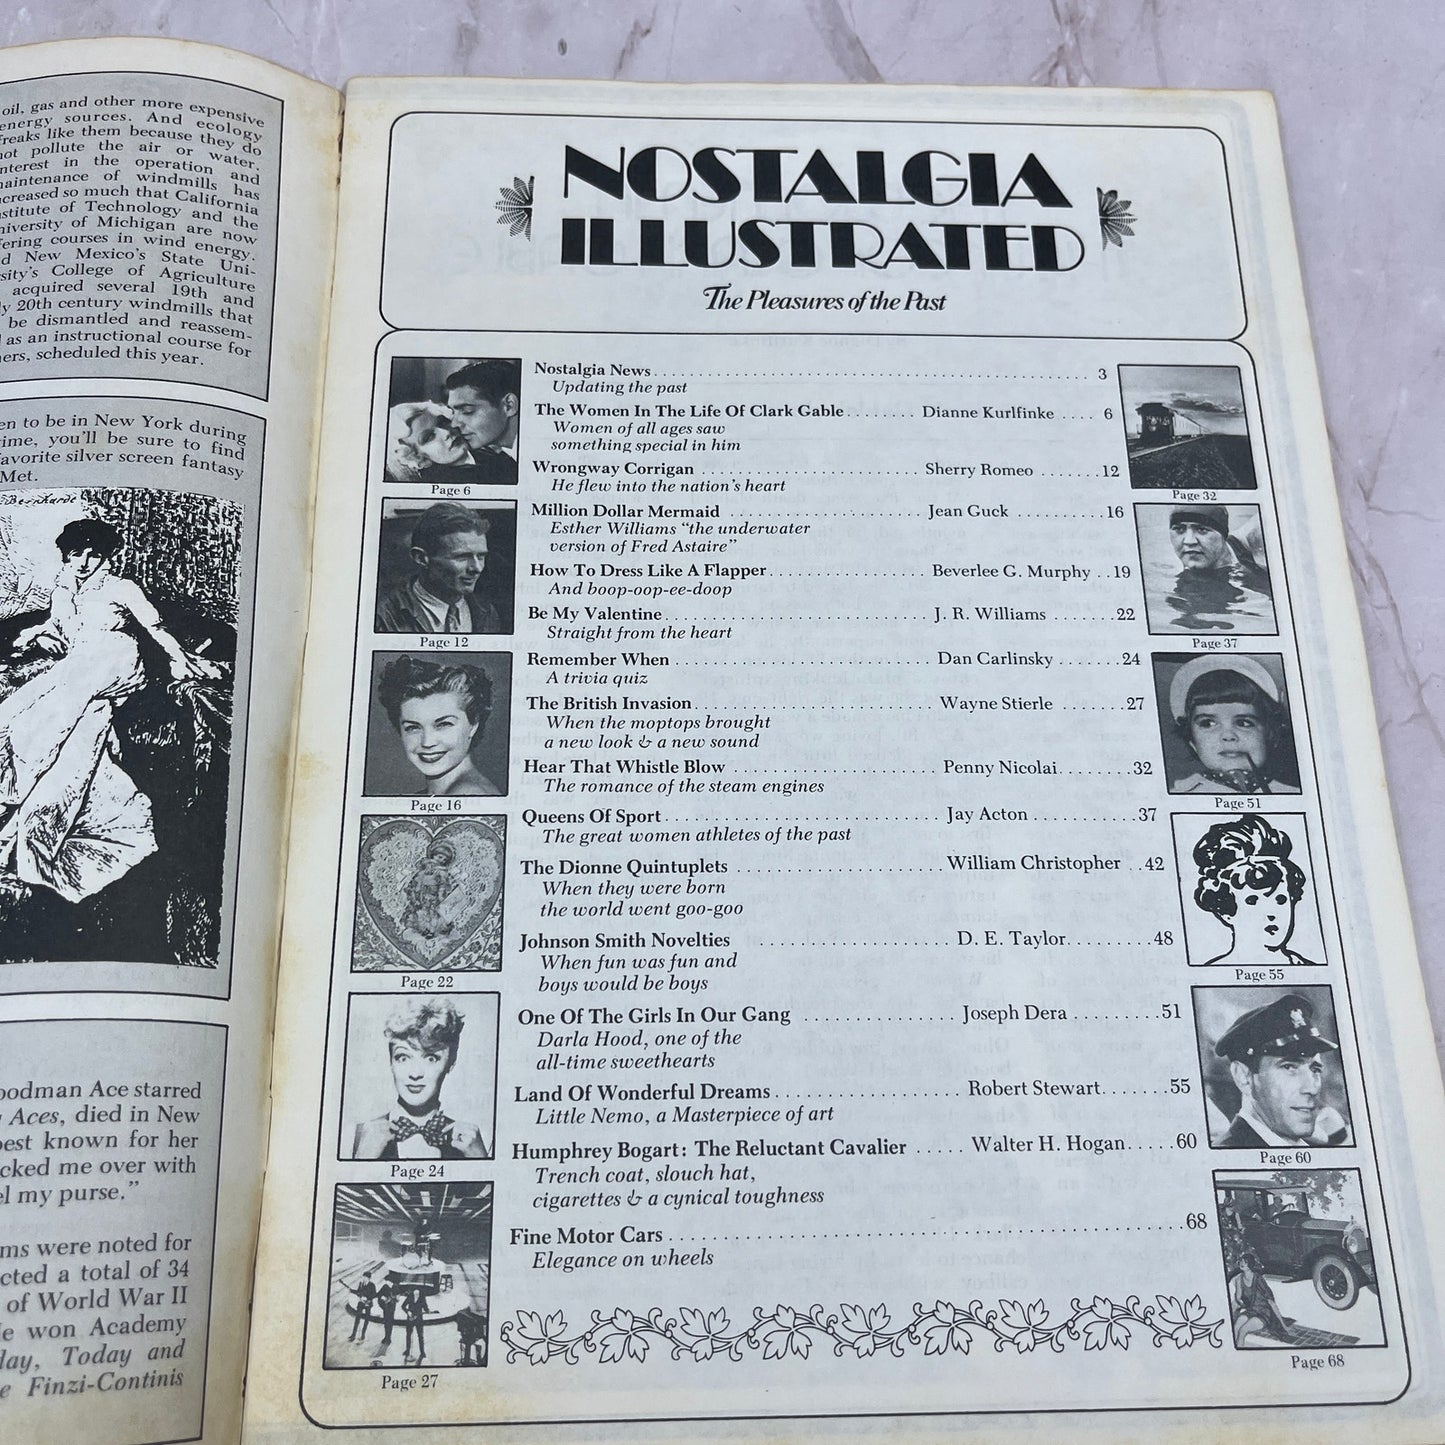 oil, gas and other more expensive
energy sources. And ecology
freaks like them because they do
not pollute the air or water.
interest in the operation and
maintenance of windmills has
increased so much that California
Institute of Technology and the
University of Michigan are now
offering courses in wind energy.
New Mexico's State Uni-
versity's College of Agriculture
acquired several 19th and
20th century windmills that
be dismantled and reassem-
as an instructional course for
scheduled this year.
to be in New York during
you'll be sure to find
favorite silver screen fantasy
Met.
Bernhardt
Goodman Ace starred
Aces, died in New
best known for her
me over with
my purse."
were noted for
a total of 34
of World War II
He won Academy
Today and
Finzi-Continis
NOSTALGIA
ILLUSTRATED
The Pleasures of the Past
Nostalgia News . . . . . . . . 3
Updating the past
The Women In The Life Of Clark Gable . . . . . . . . Dianne Kurlfinke . . . . 6
Women of all ages saw
something special in him
Wrongway Corrigan . . . . . . . . Sherry Romeo . . . . . . . 12
He flew into the nation's heart
Million Dollar Mermaid . . . . . . . . Jean Guck . . . . . . . . . . 16
Esther Williams "the underwater
version of Fred Astaire"
How To Dress Like A Flapper . . . . . . . . Beverlee G. Murphy . . 19
And boop-oop-ee-doop
Be My Valentine . . . . . . . . J. R. Williams . . . . . . . 22
Straight from the heart
Remember When . . . . . . . . Dan Carlinsky . . . . . . . 24
A trivia quiz
The British Invasion . . . . . . . . Wayne Stierle . . . . . . . 27
When the moptops brought
a new look & a new sound
Hear That Whistle Blow . . . . . . . . Penny Nicolai . . . . . . . . 32
The romance of the steam engines
Queens Of Sport . . . . . . . . Jay Acton . . . . . . . . . . . . 37
The great women athletes of the past
The Dionne Quintuplets . . . . . . . . William Christopher . . 42
When they were born
the world went goo-goo
Johnson Smith Novelties . . . . . . . . D. E. Taylor . . . . . . . . . 48
When fun was fun and
boys would be boys
One Of The Girls In Our Gang . . . . . . . . Joseph Dera . . . . . . . . . 51
Darla Hood, one of the
all-time sweethearts
Land Of Wonderful Dreams . . . . . . . . Robert Stewart . . . . . . . 55
Little Nemo, a Masterpiece of art
Humphrey Bogart: The Reluctant Cavalier . . . . . Walter H. Hogan . . . . . 60
Trench coat, slouch hat,
cigarettes & a cynical toughness
Fine Motor Cars . . . . . . . . 68
Elegance on wheels
Page 6
Page 12
Page 16
Page 22
Page 24
Page 27
Page 32
Page 37
Page 51
Page 55
Page 60
Page 68